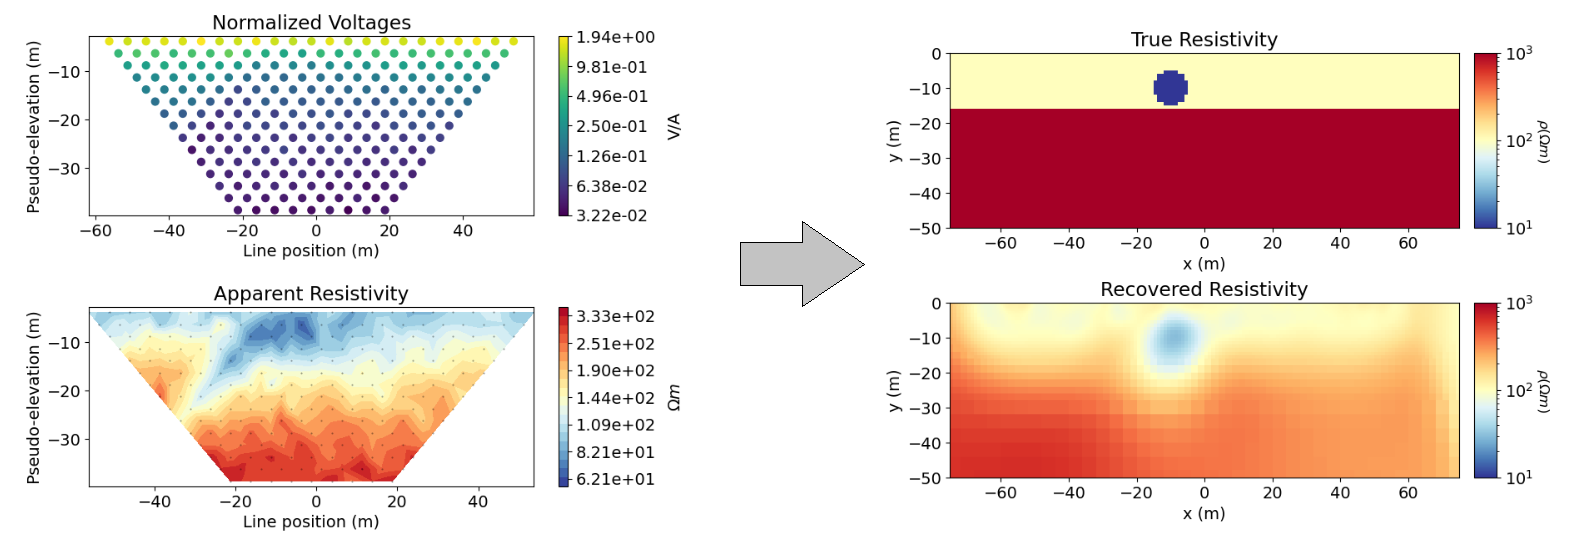 Normalized Voltages
Pseudo-elevation (m)
−10
−20
−30
−60 −40 −20 0 20 40
Line position (m)
1.94e+00
9.81e-01
4.96e-01
2.50e-01
1.26e-01
6.38e-02
3.22e-02
V/A
Apparent Resistivity
Pseudo-elevation (m)
−10
−20
−30
−40 −20 0 20 40
Line position (m)
3.33e+02
2.51e+02
1.90e+02
1.44e+02
1.09e+02
8.21e+01
6.21e+01
Ωm
True Resistivity
y (m)
0
−10
−20
−30
−40
−50
−60 −40 −20 0 20 40 60
x (m)
10³
10²
10¹
ρ(Ωm)
Recovered Resistivity
y (m)
0
−10
−20
−30
−40
−50
−60 −40 −20 0 20 40 60
x (m)
10³
10²
10¹
ρ(Ωm)